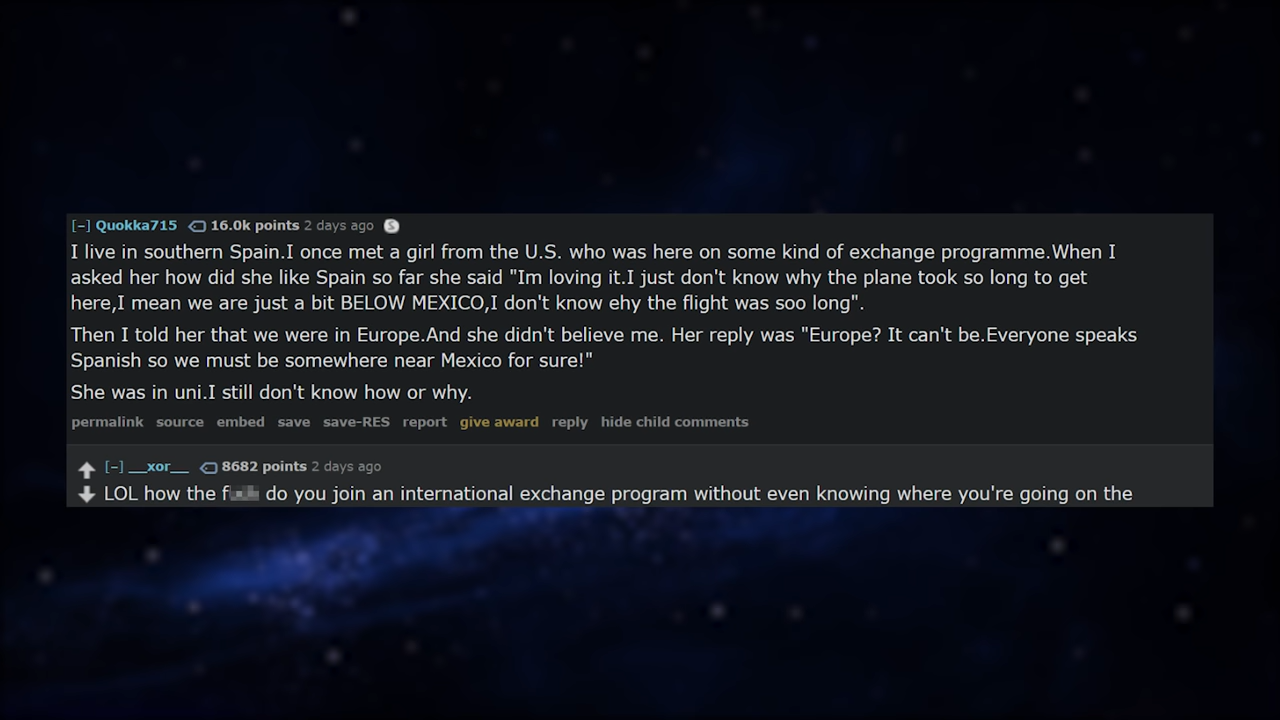 [–] Quokka715 16.0k points 2 days ago S
I live in southern Spain.I once met a girl from the U.S. who was here on some kind of exchange programme.When I
asked her how did she like Spain so far she said "Im loving it.I just don't know why the plane took so long to get
here,I mean we are just a bit BELOW MEXICO,I don't know ehy the flight was soo long".
Then I told her that we were in Europe.And she didn't believe me. Her reply was "Europe? It can't be.Everyone speaks
Spanish so we must be somewhere near Mexico for sure!"
She was in uni.I still don't know how or why.
permalink source embed save save-RES report give award reply hide child comments
[–] __xor__ 8682 points 2 days ago
LOL how the f do you join an international exchange program without even knowing where you're going on the